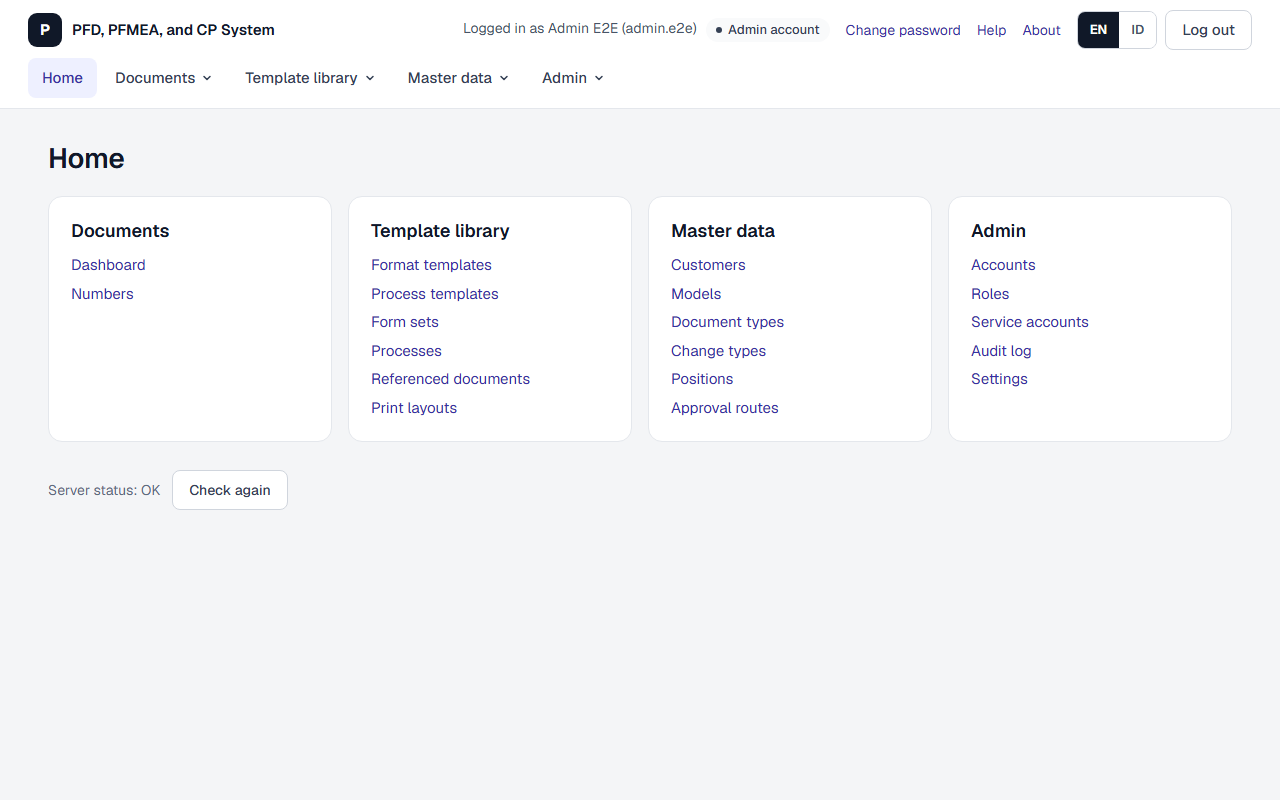 P PFD, PFMEA, and CP System Logged in as Admin E2E (admin.e2e) Admin account Change password Help About EN ID Log out
Home Documents Template library Master data Admin
Home
Documents
Dashboard
Numbers
Template library
Format templates
Process templates
Form sets
Processes
Referenced documents
Print layouts
Master data
Customers
Models
Document types
Change types
Positions
Approval routes
Admin
Accounts
Roles
Service accounts
Audit log
Settings
Server status: OK Check again